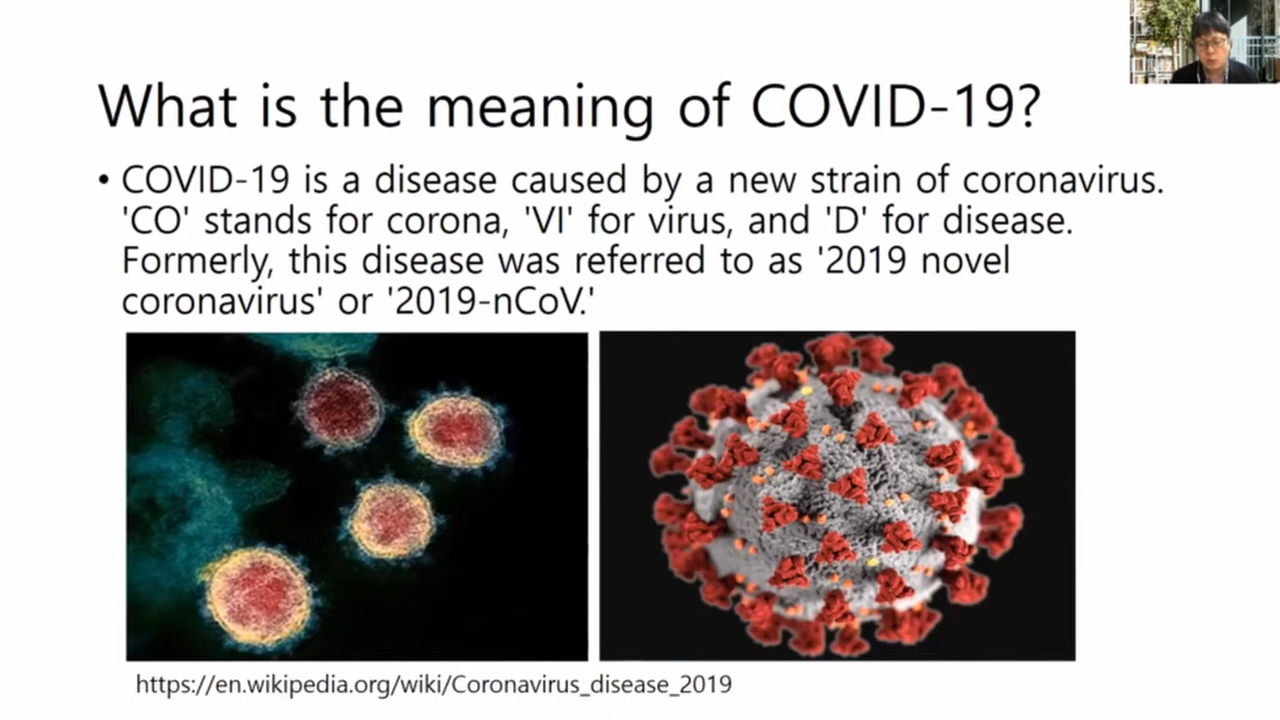 What is the meaning of COVID-19?
• COVID-19 is a disease caused by a new strain of coronavirus.
'CO' stands for corona, 'VI' for virus, and 'D' for disease.
Formerly, this disease was referred to as '2019 novel
coronavirus' or '2019-nCoV.'
https://en.wikipedia.org/wiki/Coronavirus_disease_2019